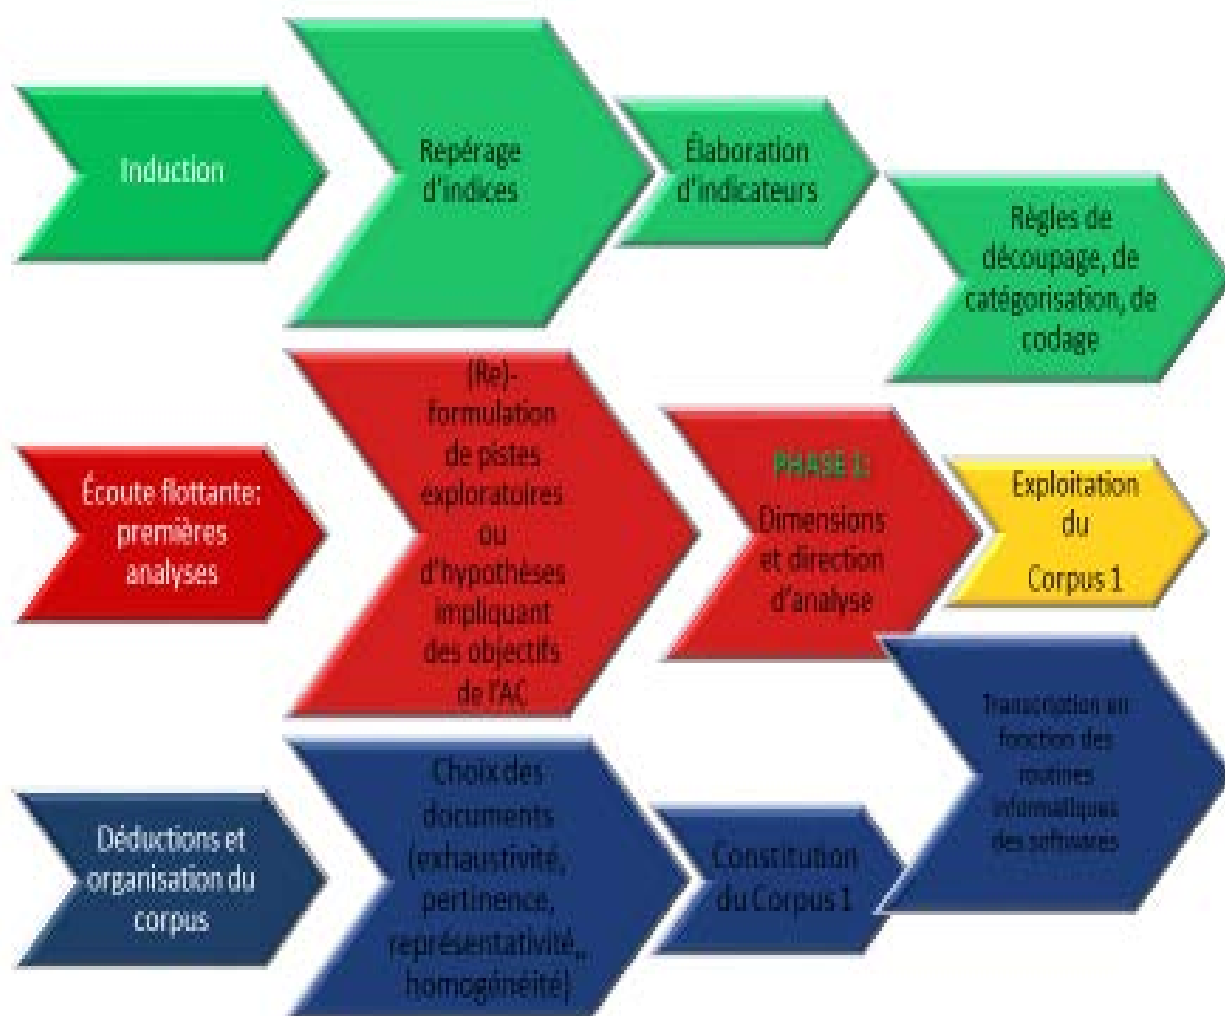 Induction
Repérage
d'indices
Élaboration
d'indicateurs
Règles de
découpage, de
catégorisation, de
codage
Écoute flottante:
premières
analyses
(Re)-
formulation
de pistes
exploratoires
ou
d'hypothèses
impliquant
des objectifs
de l'AC
PHASE 1:
Dimensions
et direction
d'analyse
Exploitation
du
Corpus 1
Déductions et
organisation du
corpus
Choix des
documents
(exhaustivité,
pertinence,
représentativité,,
homogénéité)
Constitution
du Corpus 1
Transcription en
fonction des
routines
informatiques
des softwares